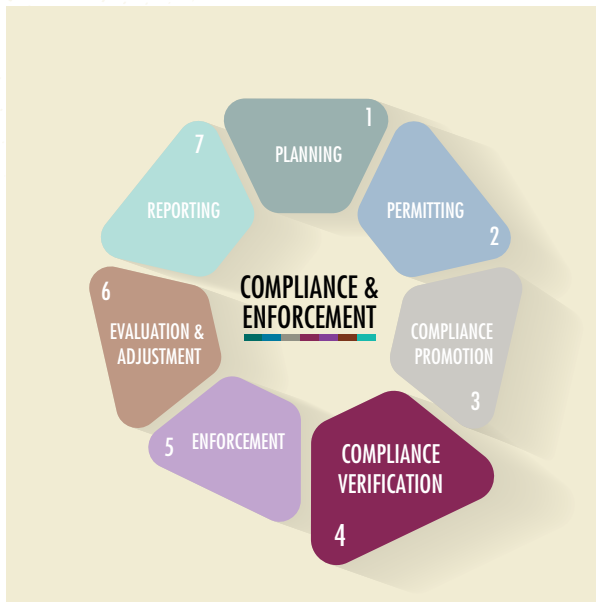 1
PLANNING
PERMITTING
2
COMPLIANCE
PROMOTION
3
COMPLIANCE
VERIFICATION
4
ENFORCEMENT
5
6
EVALUATION &
ADJUSTMENT
7
REPORTING
COMPLIANCE &
ENFORCEMENT